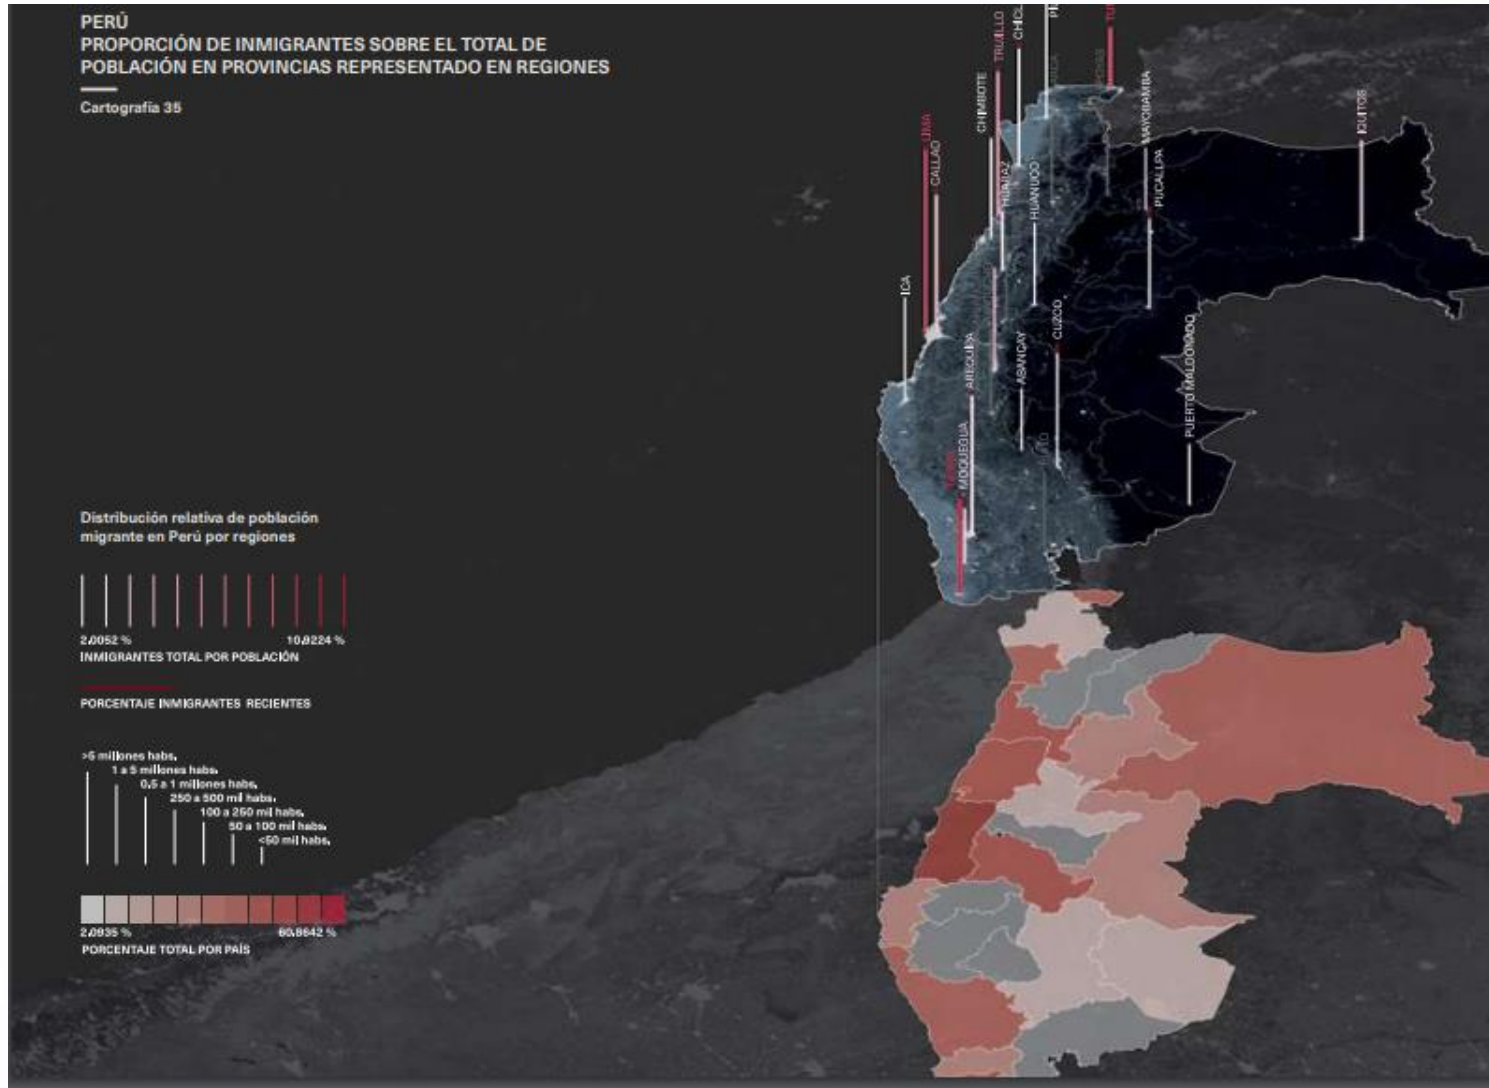 PERÚ
PROPORCIÓN DE INMIGRANTES SOBRE EL TOTAL DE
POBLACIÓN EN PROVINCIAS REPRESENTADO EN REGIONES
Cartografía 35
TRUJILLO
CHIMBOTE
LIMA
CALLAO
HUARAZ
HUANUCO
MAYOBAMBA
PUCALLPA
IQUITOS
ICA
AREQUIPA
ABANCAY
CUZCO
PUERTO MALDONADO
MOQUEGUA
Distribución relativa de población
migrante en Perú por regiones
2.0052 % 10.9224 %
INMIGRANTES TOTAL POR POBLACIÓN
PORCENTAJE INMIGRANTES RECIENTES
>5 millones habs.
1 a 5 millones habs.
0,5 a 1 millones habs.
250 a 500 mil habs.
100 a 250 mil habs.
50 a 100 mil habs.
<50 mil habs.
2.0935 % 60.8642 %
PORCENTAJE TOTAL POR PAÍS